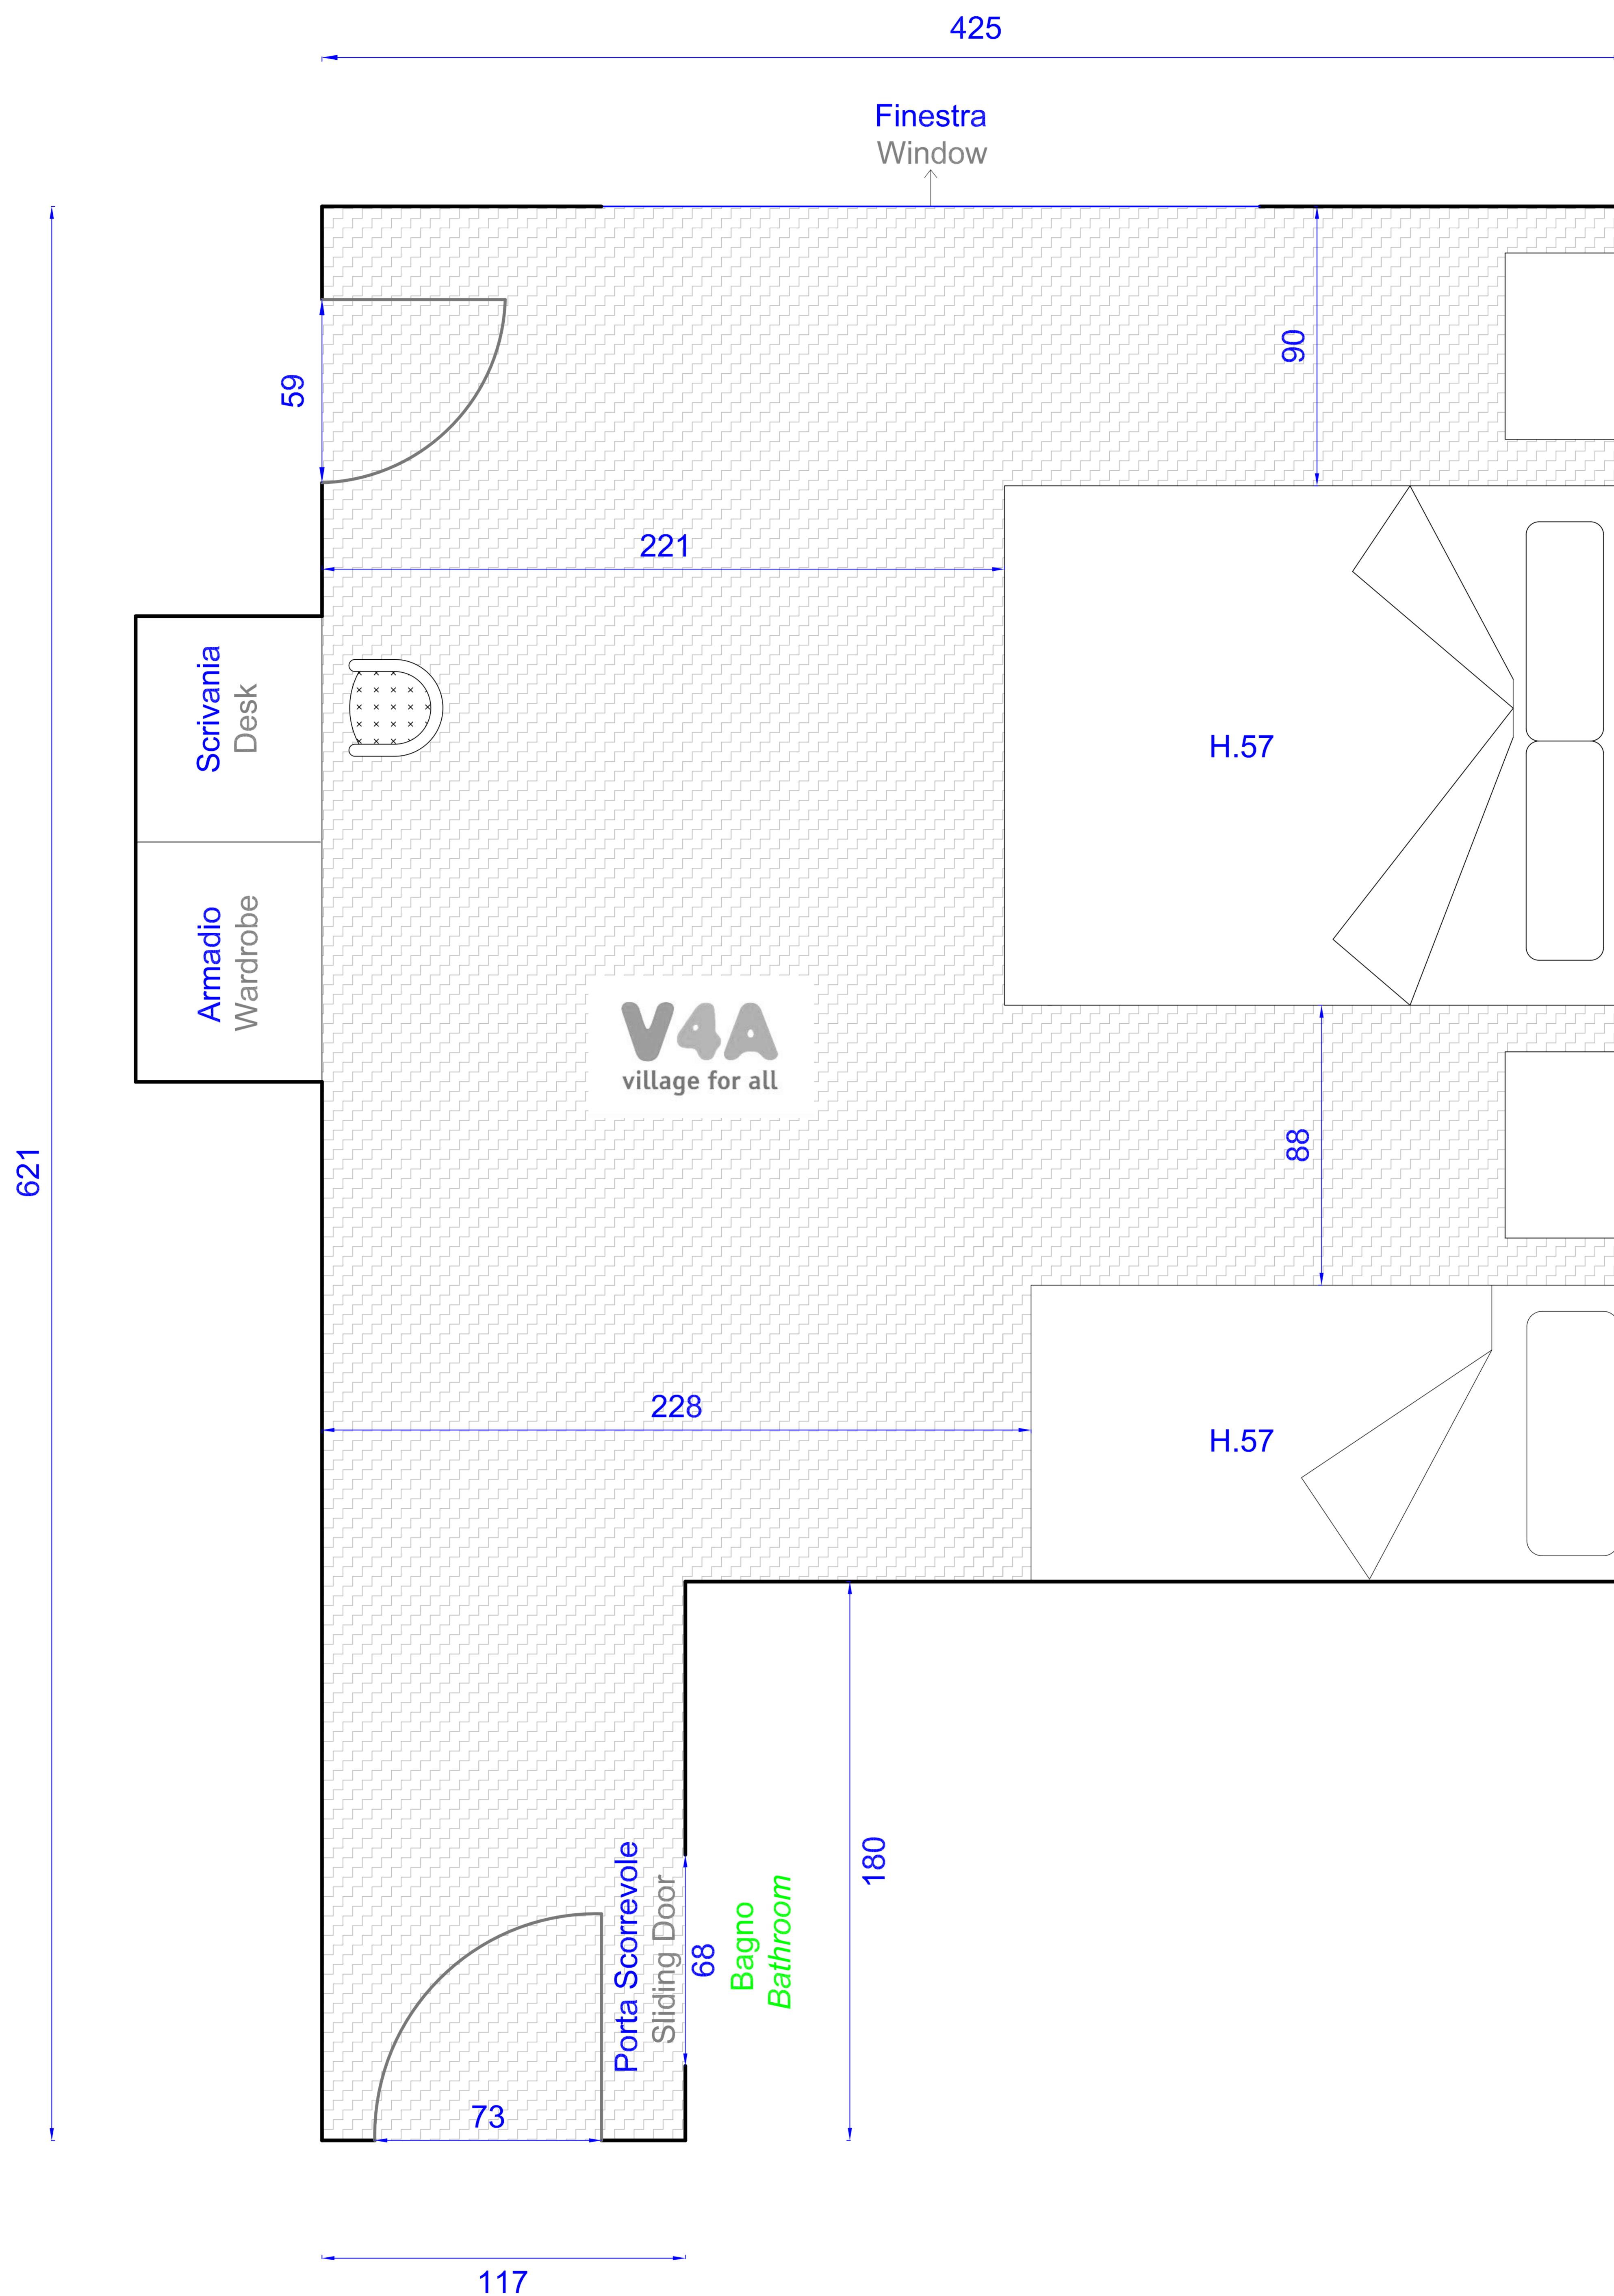 425
Finestra
Window
59
90
221
Scrivania
Desk
H.57
Armadio
Wardrobe
V4A
village for all
88
621
228
H.57
Porta Scorrevole
Sliding Door
68
Bagno
Bathroom
180
73
117